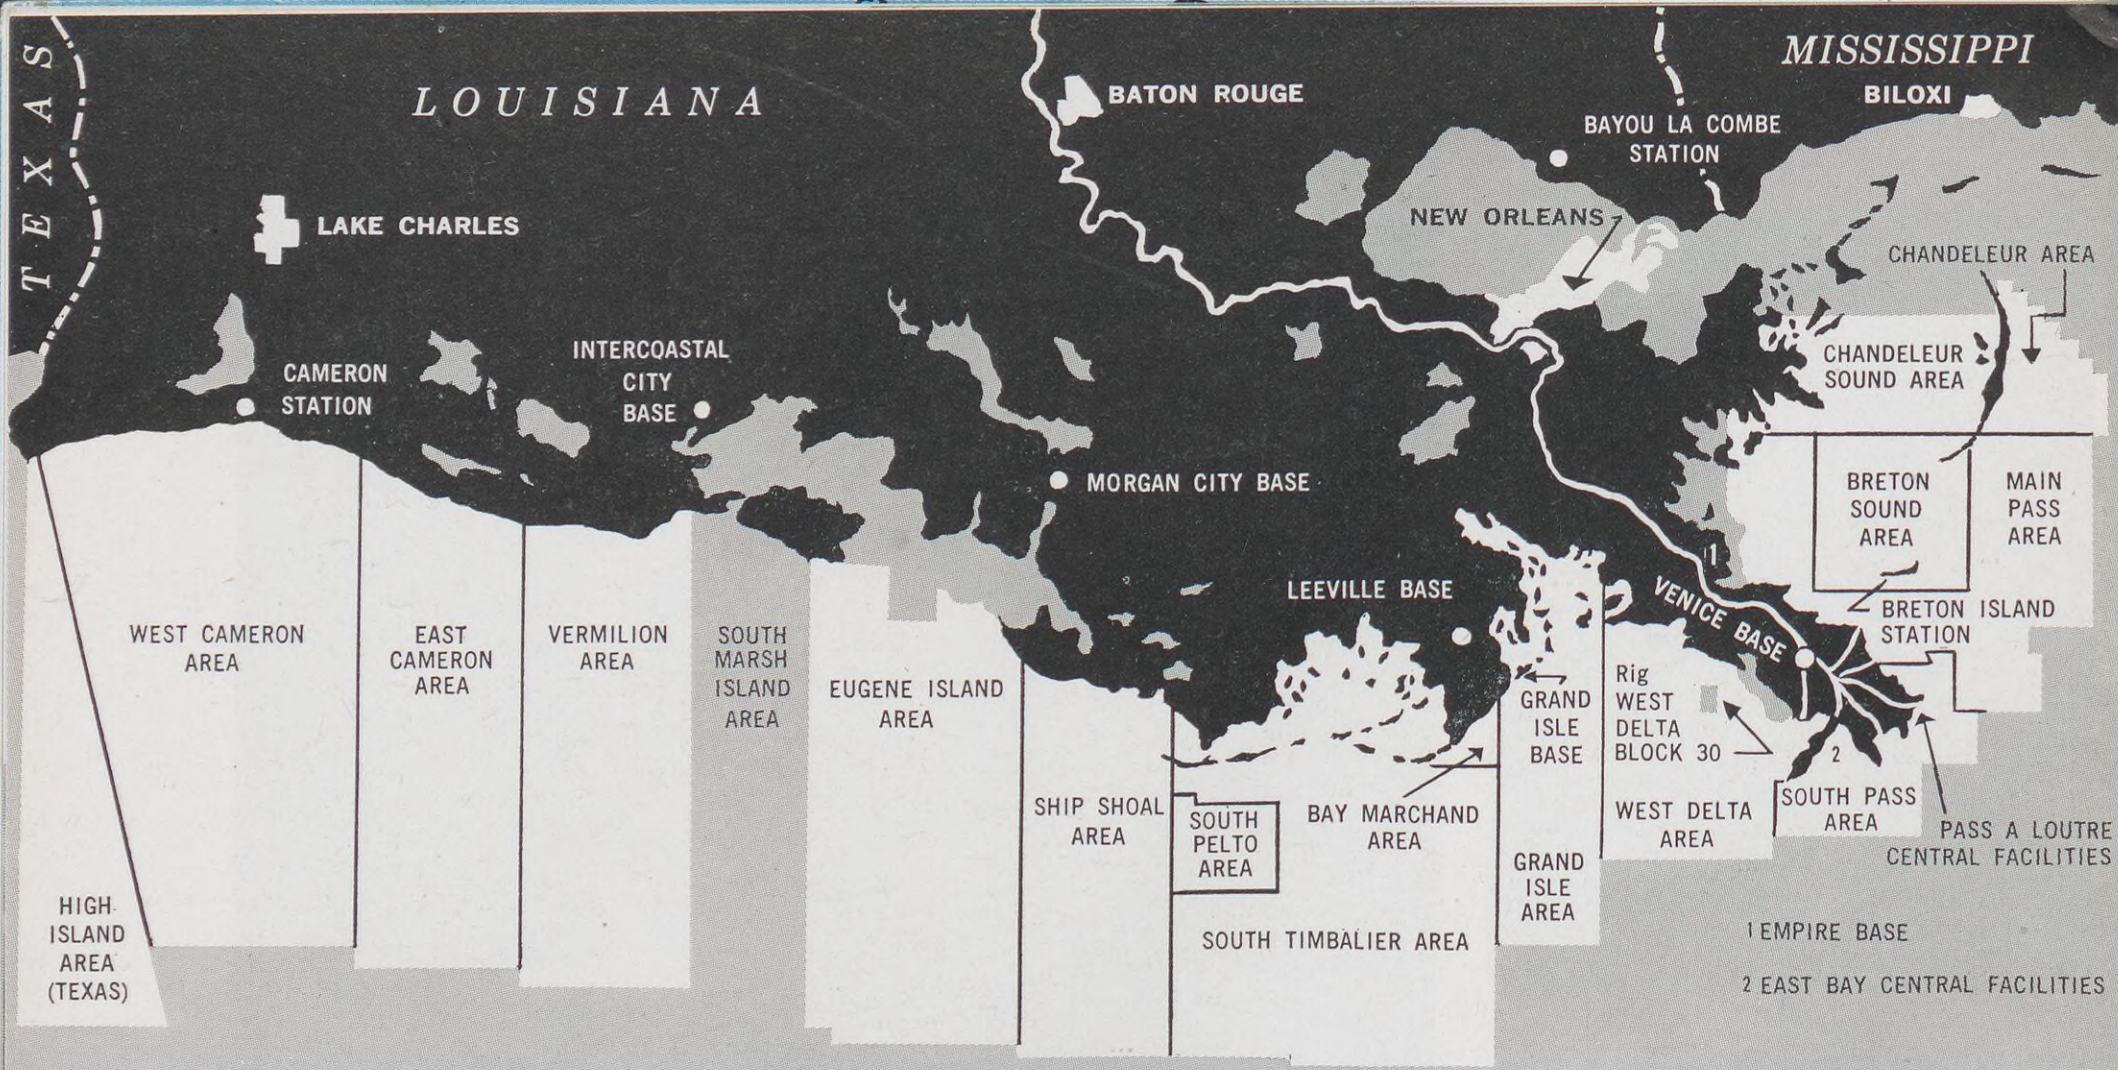 TEXAS
LOUISIANA
MISSISSIPPI
BILOXI
BATON ROUGE
BAYOU LA COMBE
STATION
NEW ORLEANS
LAKE CHARLES
CHANDELEUR AREA
CAMERON
STATION
INTERCOASTAL
CITY
BASE
CHANDELEUR
SOUND AREA
MORGAN CITY BASE
BRETON
SOUND
AREA
MAIN
PASS
AREA
1
LEEVILLE BASE
VENICE BASE
BRETON ISLAND
STATION
WEST CAMERON
AREA
EAST
CAMERON
AREA
VERMILION
AREA
SOUTH
MARSH
ISLAND
AREA
EUGENE ISLAND
AREA
GRAND
ISLE
BASE
Rig
WEST
DELTA
BLOCK 30
2
SHIP SHOAL
AREA
SOUTH
PELTO
AREA
BAY MARCHAND
AREA
WEST DELTA
AREA
SOUTH PASS
AREA
PASS A LOUTRE
CENTRAL FACILITIES
GRAND
ISLE
AREA
HIGH
ISLAND
AREA
(TEXAS)
SOUTH TIMBALIER AREA
1 EMPIRE BASE
2 EAST BAY CENTRAL FACILITIES